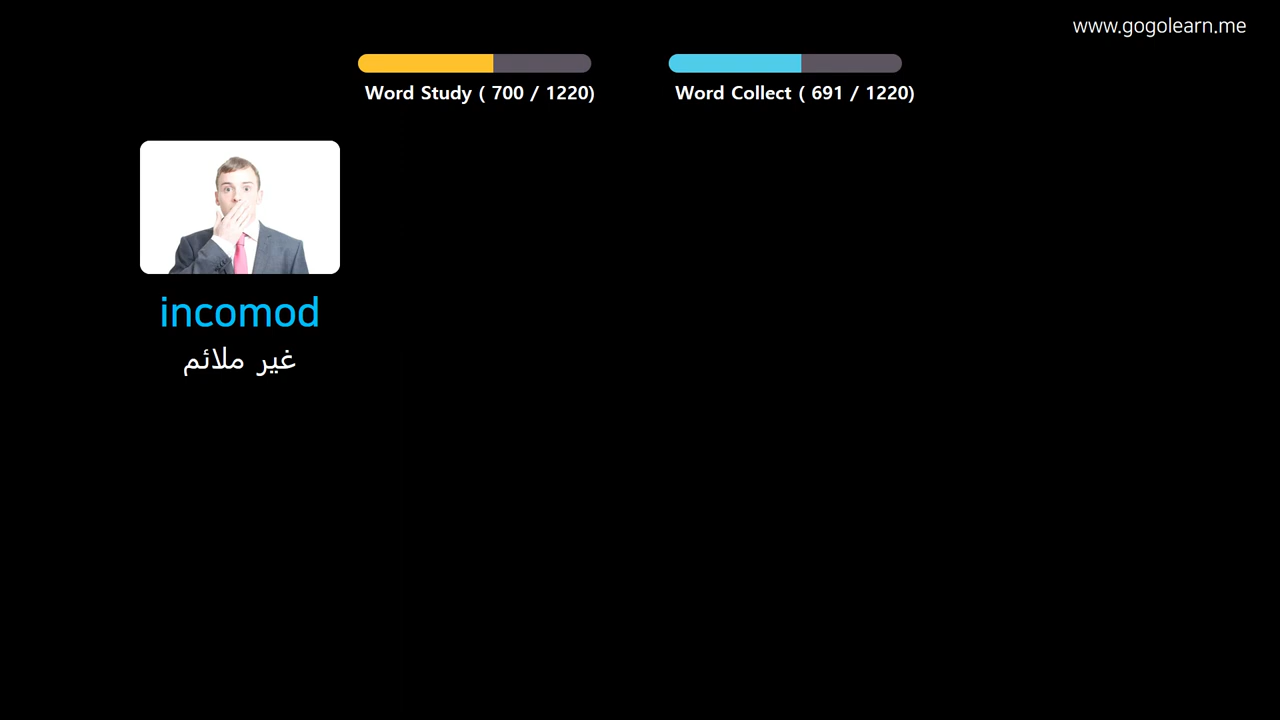 www.gogolearn.me
Word Study ( 700 / 1220)
Word Collect ( 691 / 1220)
incomod
غير ملائم